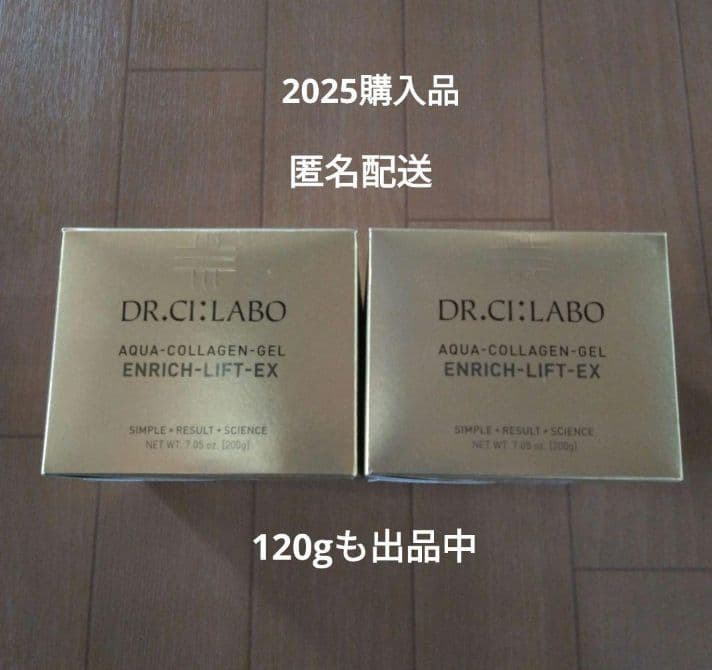 2025購入品
匿名配送
DR.CI:LABO
AQUA-COLLAGEN-GEL
ENRICH-LIFT-EX
SIMPLE + RESULT + SCIENCE
NET WT. 7.05 oz. [200g]
DR.CI:LABO
AQUA-COLLAGEN-GEL
ENRICH-LIFT-EX
SIMPLE + RESULT + SCIENCE
NET WT. 7.05 oz. [200g]
120gも出品中